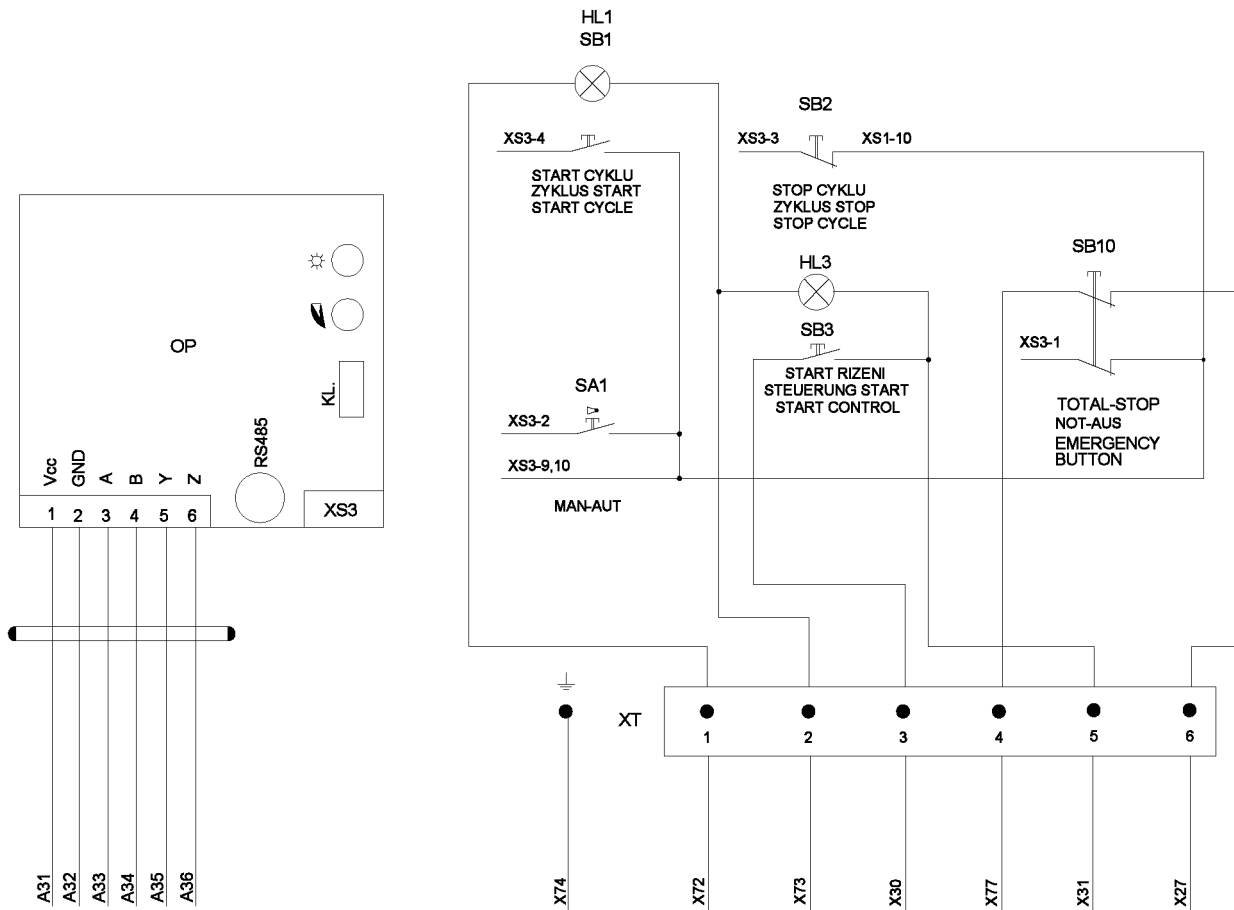 HL1
SB1
SB2
XS3-4
XS3-3
XS1-10
START CYKLU
ZYKLUS START
START CYCLE
STOP CYKLU
ZYKLUS STOP
STOP CYCLE
SB10
HL3
OP
SB3
XS3-1
START RIZENI
STEUERUNG START
START CONTROL
KL.
SA1
TOTAL-STOP
NOT-AUS
EMERGENCY
BUTTON
XS3-2
XS3-9,10
MAN-AUT
RS485
Vcc GND A B Y Z
1 2 3 4 5 6
XS3
XT
1 2 3 4 5 6
A31 A32 A33 A34 A35 A36
X74 X72 X73 X30 X77 X31 X27